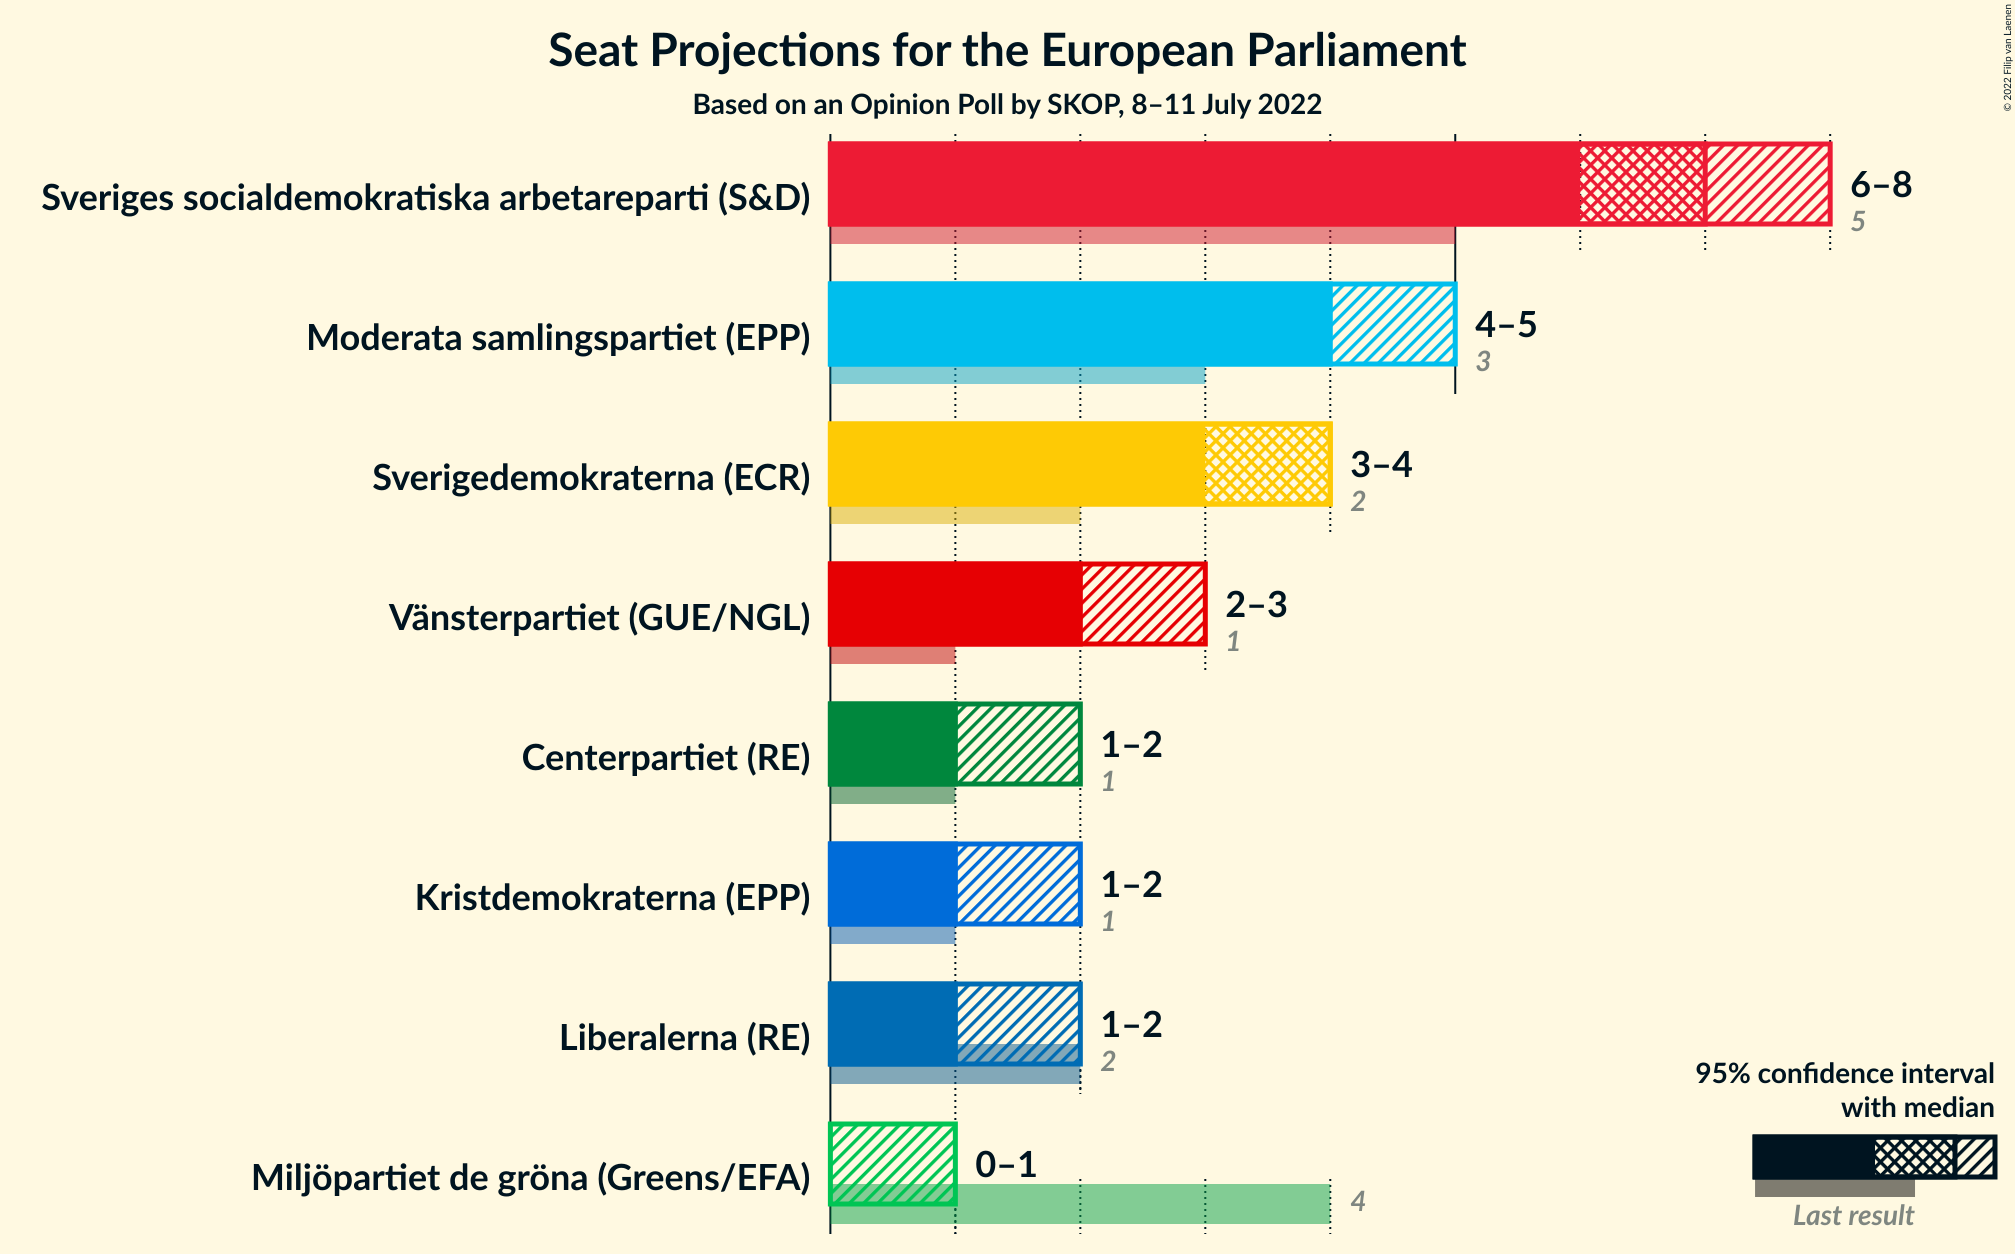 Seat Projections for the European Parliament
Based on an Opinion Poll by SKOP, 8–11 July 2022
© 2022 Filip van Laenen
Sveriges socialdemokratiska arbetareparti (S&D)
6–8
5
Moderata samlingspartiet (EPP)
4–5
3
Sverigedemokraterna (ECR)
3–4
2
Vänsterpartiet (GUE/NGL)
2–3
1
Centerpartiet (RE)
1–2
1
Kristdemokraterna (EPP)
1–2
1
Liberalerna (RE)
1–2
2
Miljöpartiet de gröna (Greens/EFA)
0–1
4
95% confidence interval
with median
Last result